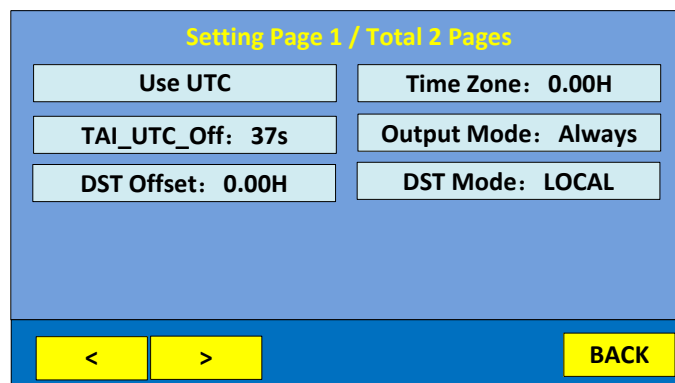 Setting Page 1 / Total 2 Pages
Use UTC
Time Zone：0.00H
TAI_UTC_Off：37s
Output Mode：Always
DST Offset：0.00H
DST Mode：LOCAL
<
>
BACK